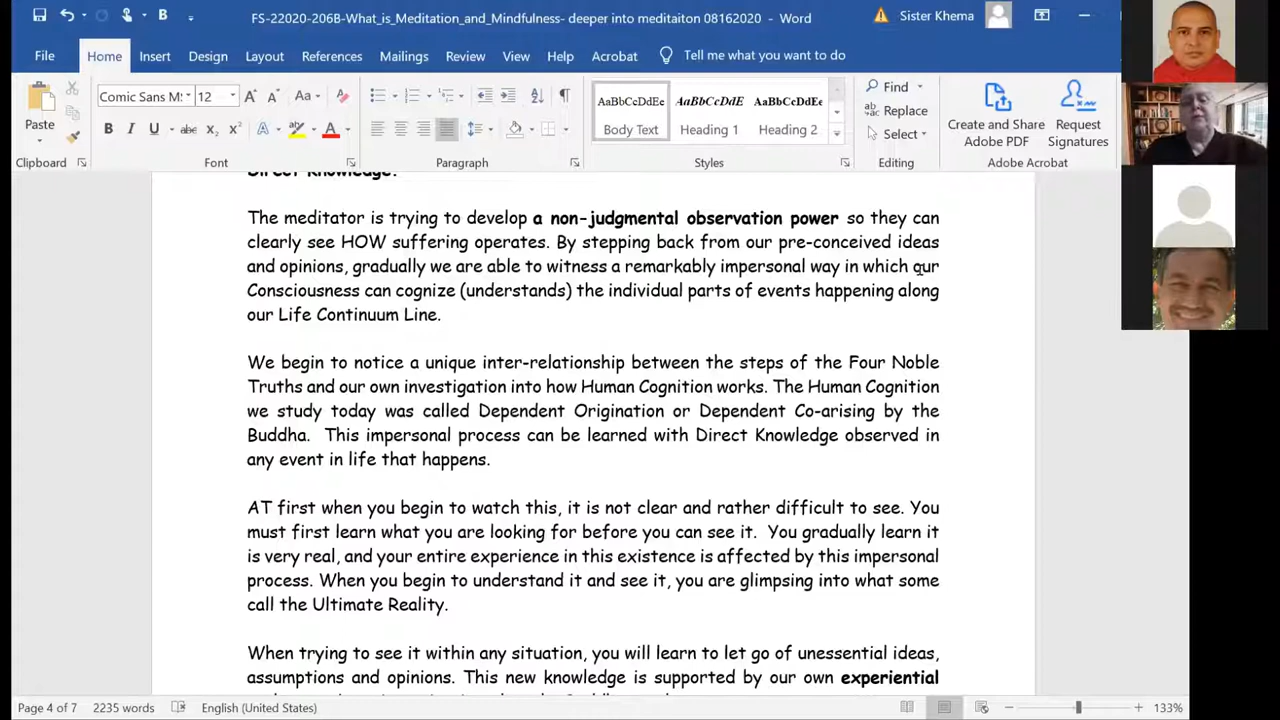 FS-22020-206B-What_is_Meditation_and_Mindfulness- deeper into meditaiton 08162020 - Word
Sister Khema
File Home Insert Design Layout References Mailings Review View Help Acrobat Tell me what you want to do
Paste
Clipboard
Comic Sans M 12
Font
Paragraph
AaBbCcDdEe AaBbCcDdE AaBbCcDdEe
Body Text Heading 1 Heading 2
Styles
Find
Replace
Select
Editing
Create and Share Adobe PDF
Request Signatures
Adobe Acrobat
Direct Knowledge.
The meditator is trying to develop a non-judgmental observation power so they can
clearly see HOW suffering operates. By stepping back from our pre-conceived ideas
and opinions, gradually we are able to witness a remarkably impersonal way in which our
Consciousness can cognize (understands) the individual parts of events happening along
our Life Continuum Line.
We begin to notice a unique inter-relationship between the steps of the Four Noble
Truths and our own investigation into how Human Cognition works. The Human Cognition
we study today was called Dependent Origination or Dependent Co-arising by the
Buddha. This impersonal process can be learned with Direct Knowledge observed in
any event in life that happens.
AT first when you begin to watch this, it is not clear and rather difficult to see. You
must first learn what you are looking for before you can see it. You gradually learn it
is very real, and your entire experience in this existence is affected by this impersonal
process. When you begin to understand it and see it, you are glimpsing into what some
call the Ultimate Reality.
When trying to see it within any situation, you will learn to let go of unessential ideas,
assumptions and opinions. This new knowledge is supported by our own experiential
Page 4 of 7 2235 words English (United States) 133%